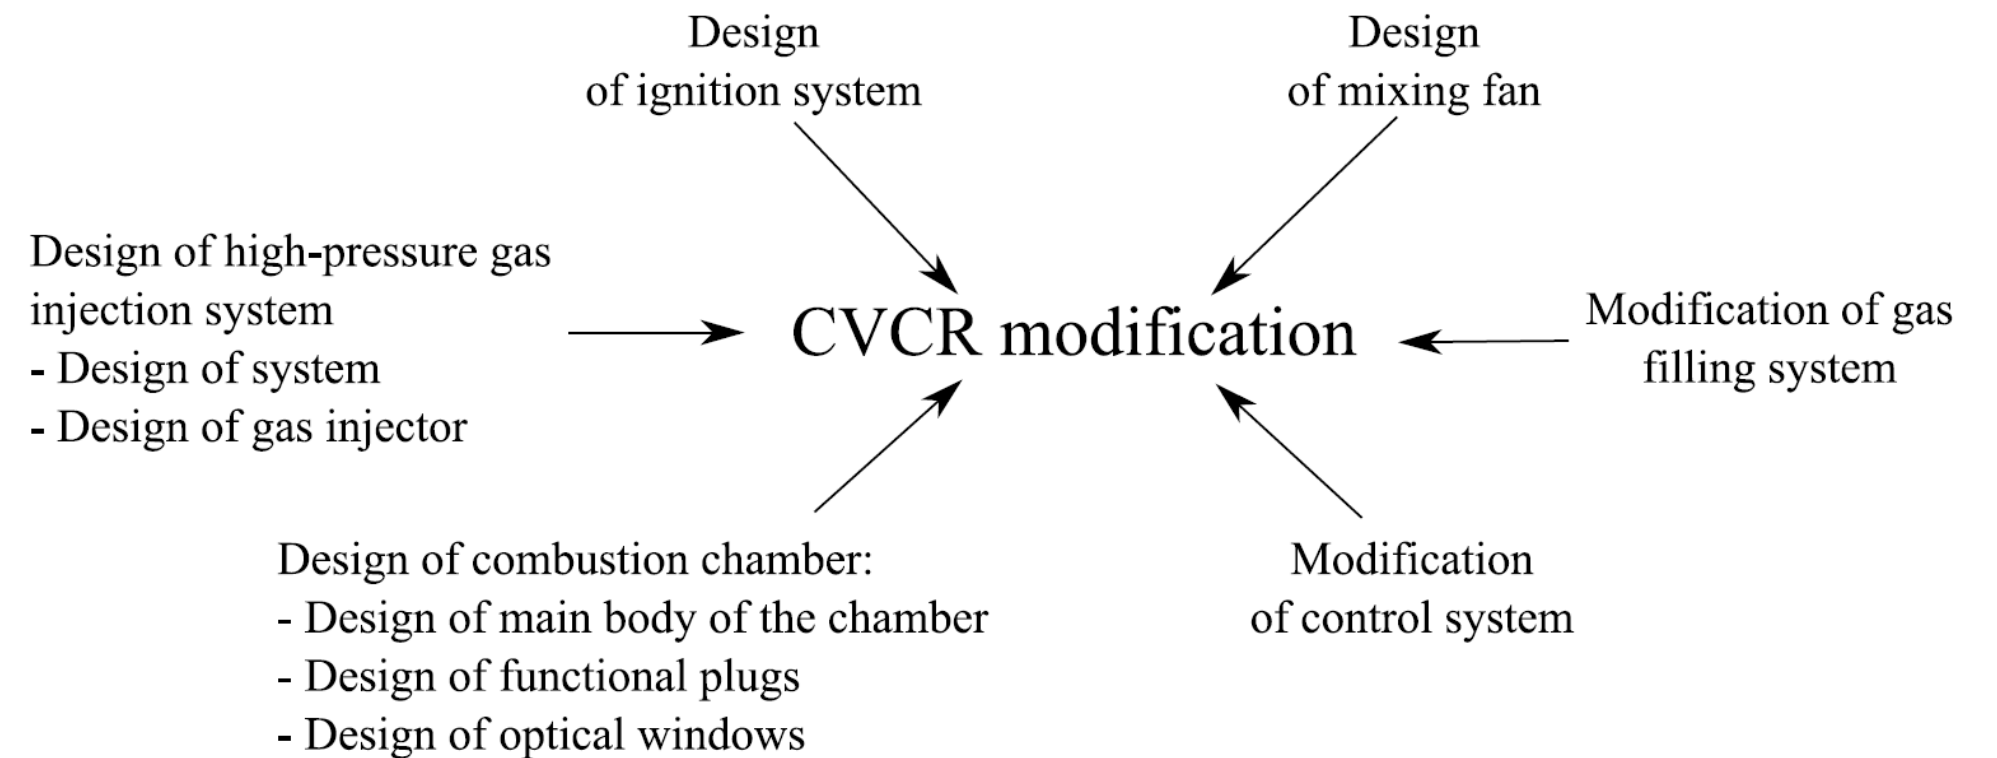 Design
of ignition system
Design
of mixing fan
Design of high-pressure gas
injection system
- Design of system
- Design of gas injector
CVCR modification
Modification of gas
filling system
Design of combustion chamber:
- Design of main body of the chamber
- Design of functional plugs
- Design of optical windows
Modification
of control system